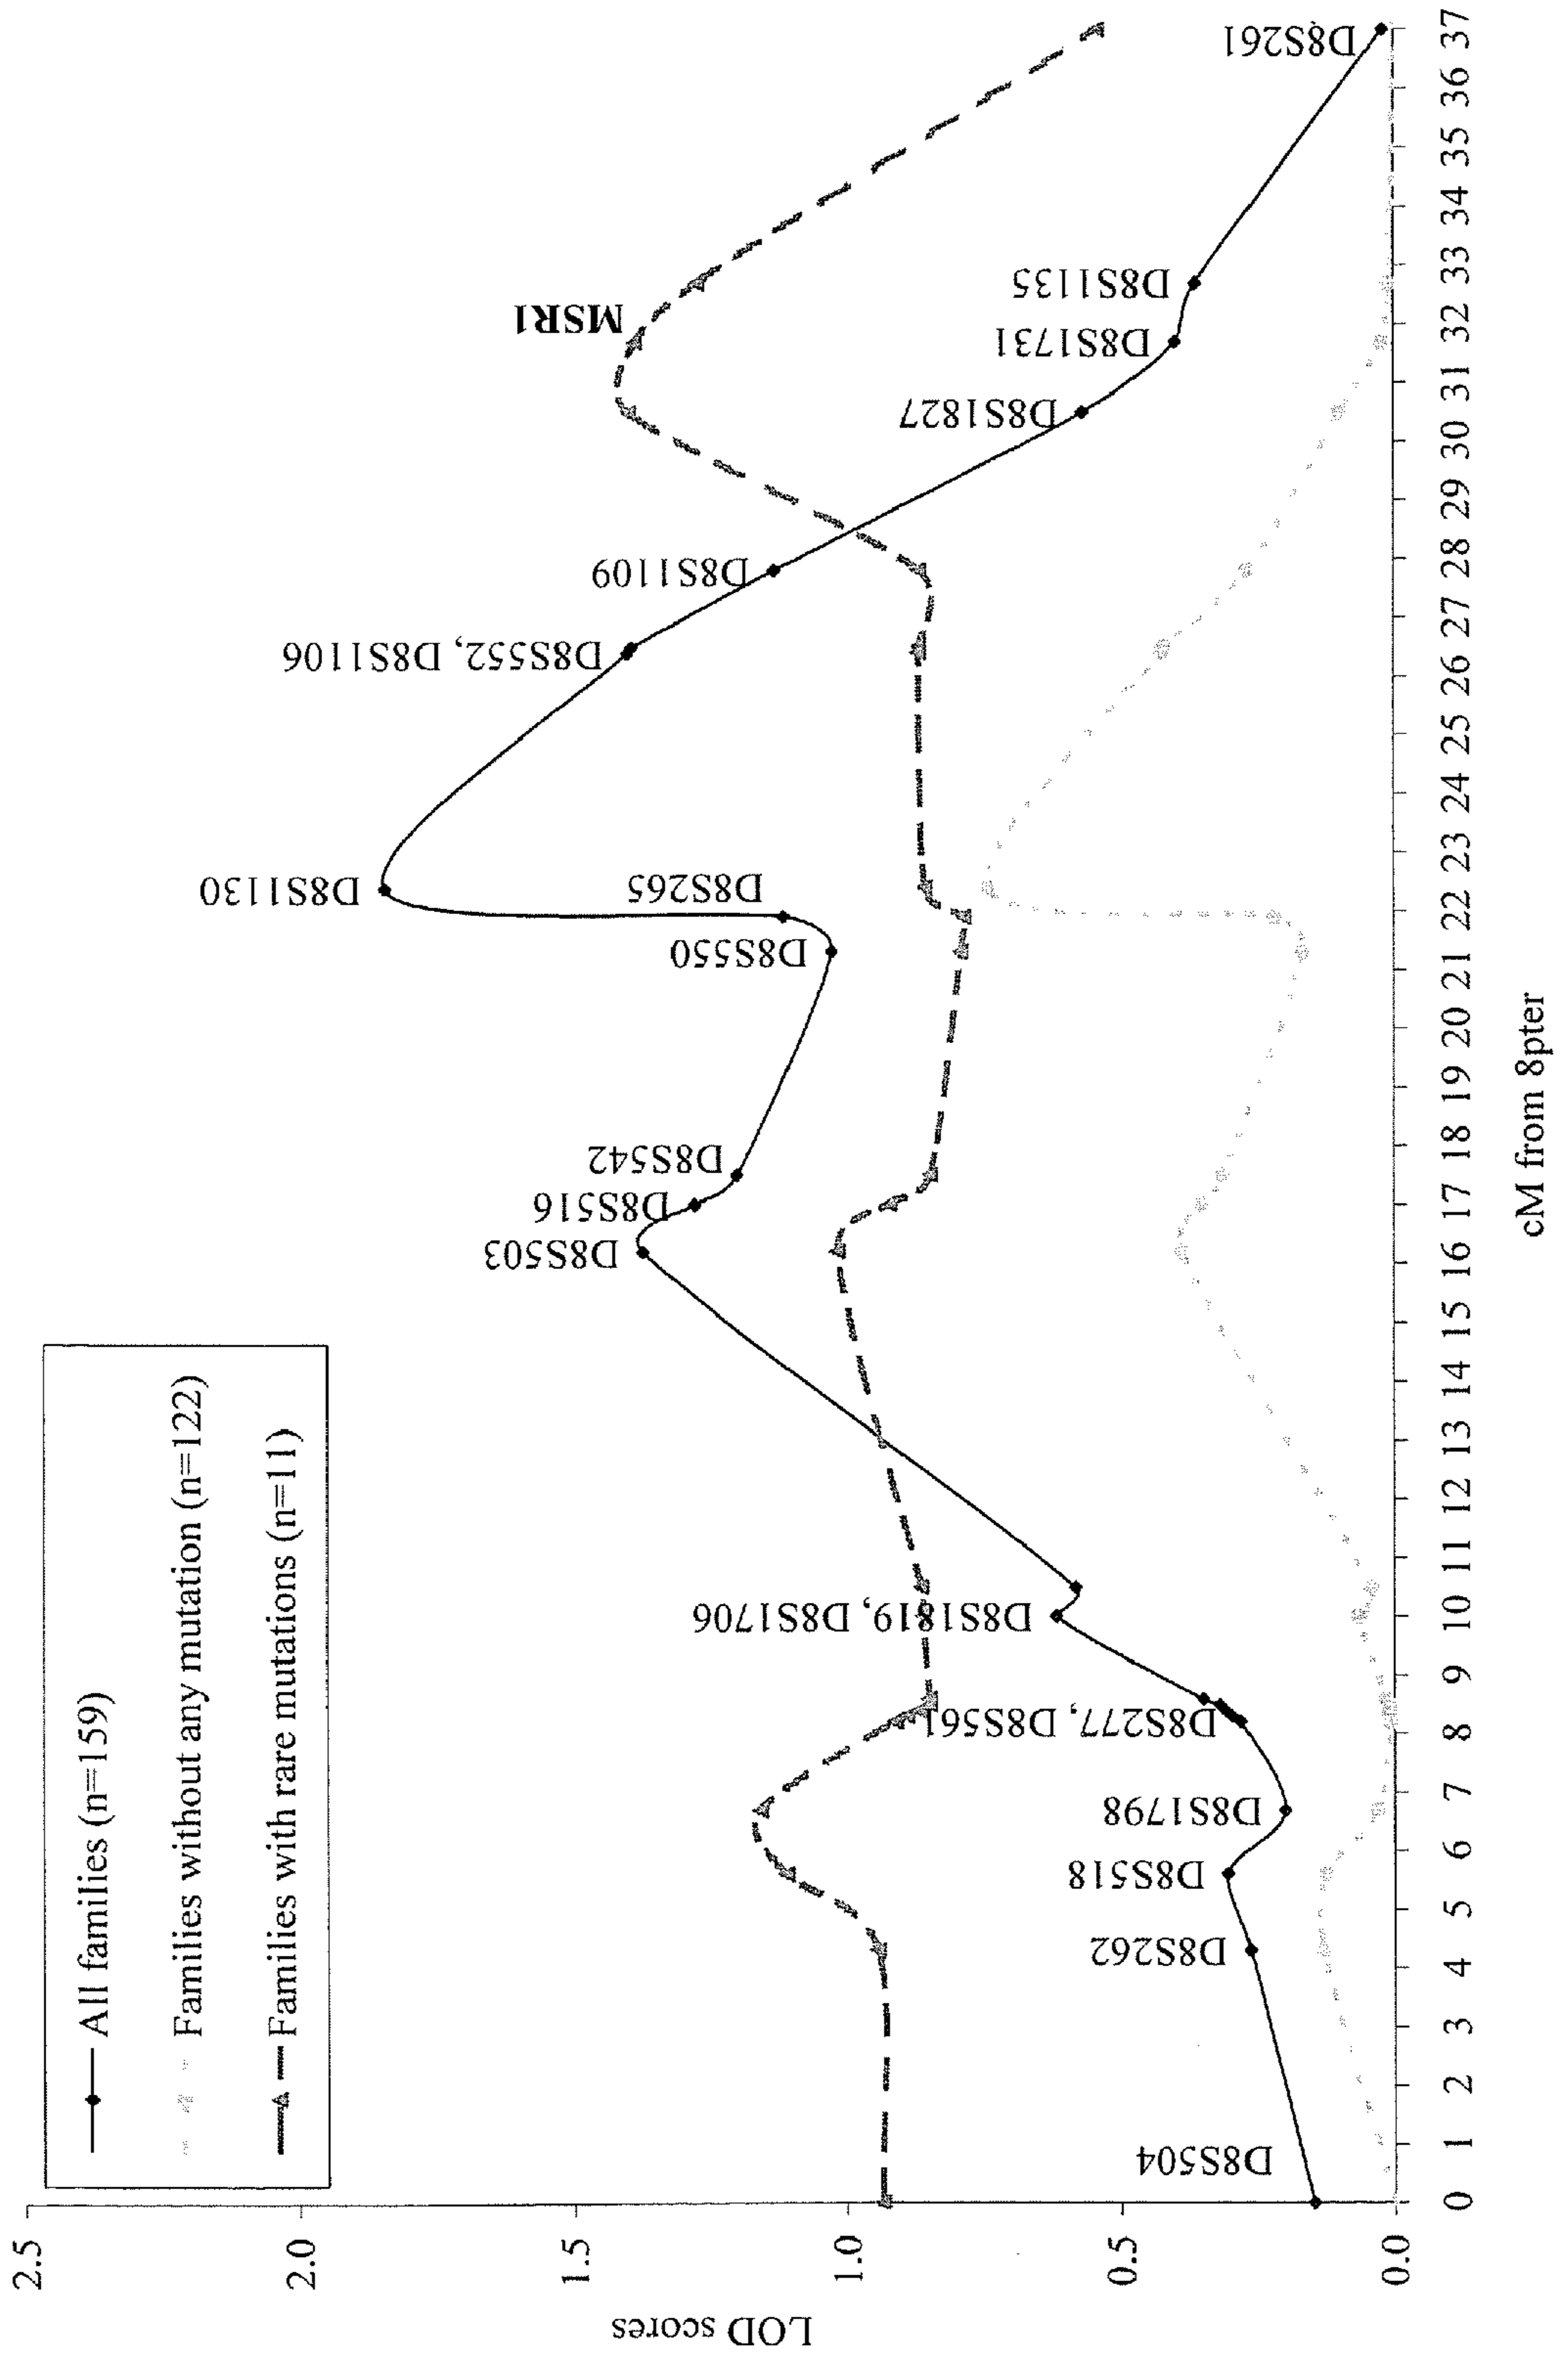 All families (n=159)
Families without any mutation (n=122)
Families with rare mutations (n=11)
LOD scores
2.5
2.0
1.5
1.0
0.5
0.0
D8S504
D8S262
D8S518
D8S1798
D8S277, D8S561
D8S1819, D8S1706
D8S503
D8S516
D8S542
D8S550
D8S265
D8S1130
D8S552, D8S1106
D8S1109
D8S1827
MSR1
D8S1731
D8S1135
D8S261
0 1 2 3 4 5 6 7 8 9 10 11 12 13 14 15 16 17 18 19 20 21 22 23 24 25 26 27 28 29 30 31 32 33 34 35 36 37
cM from 8pter